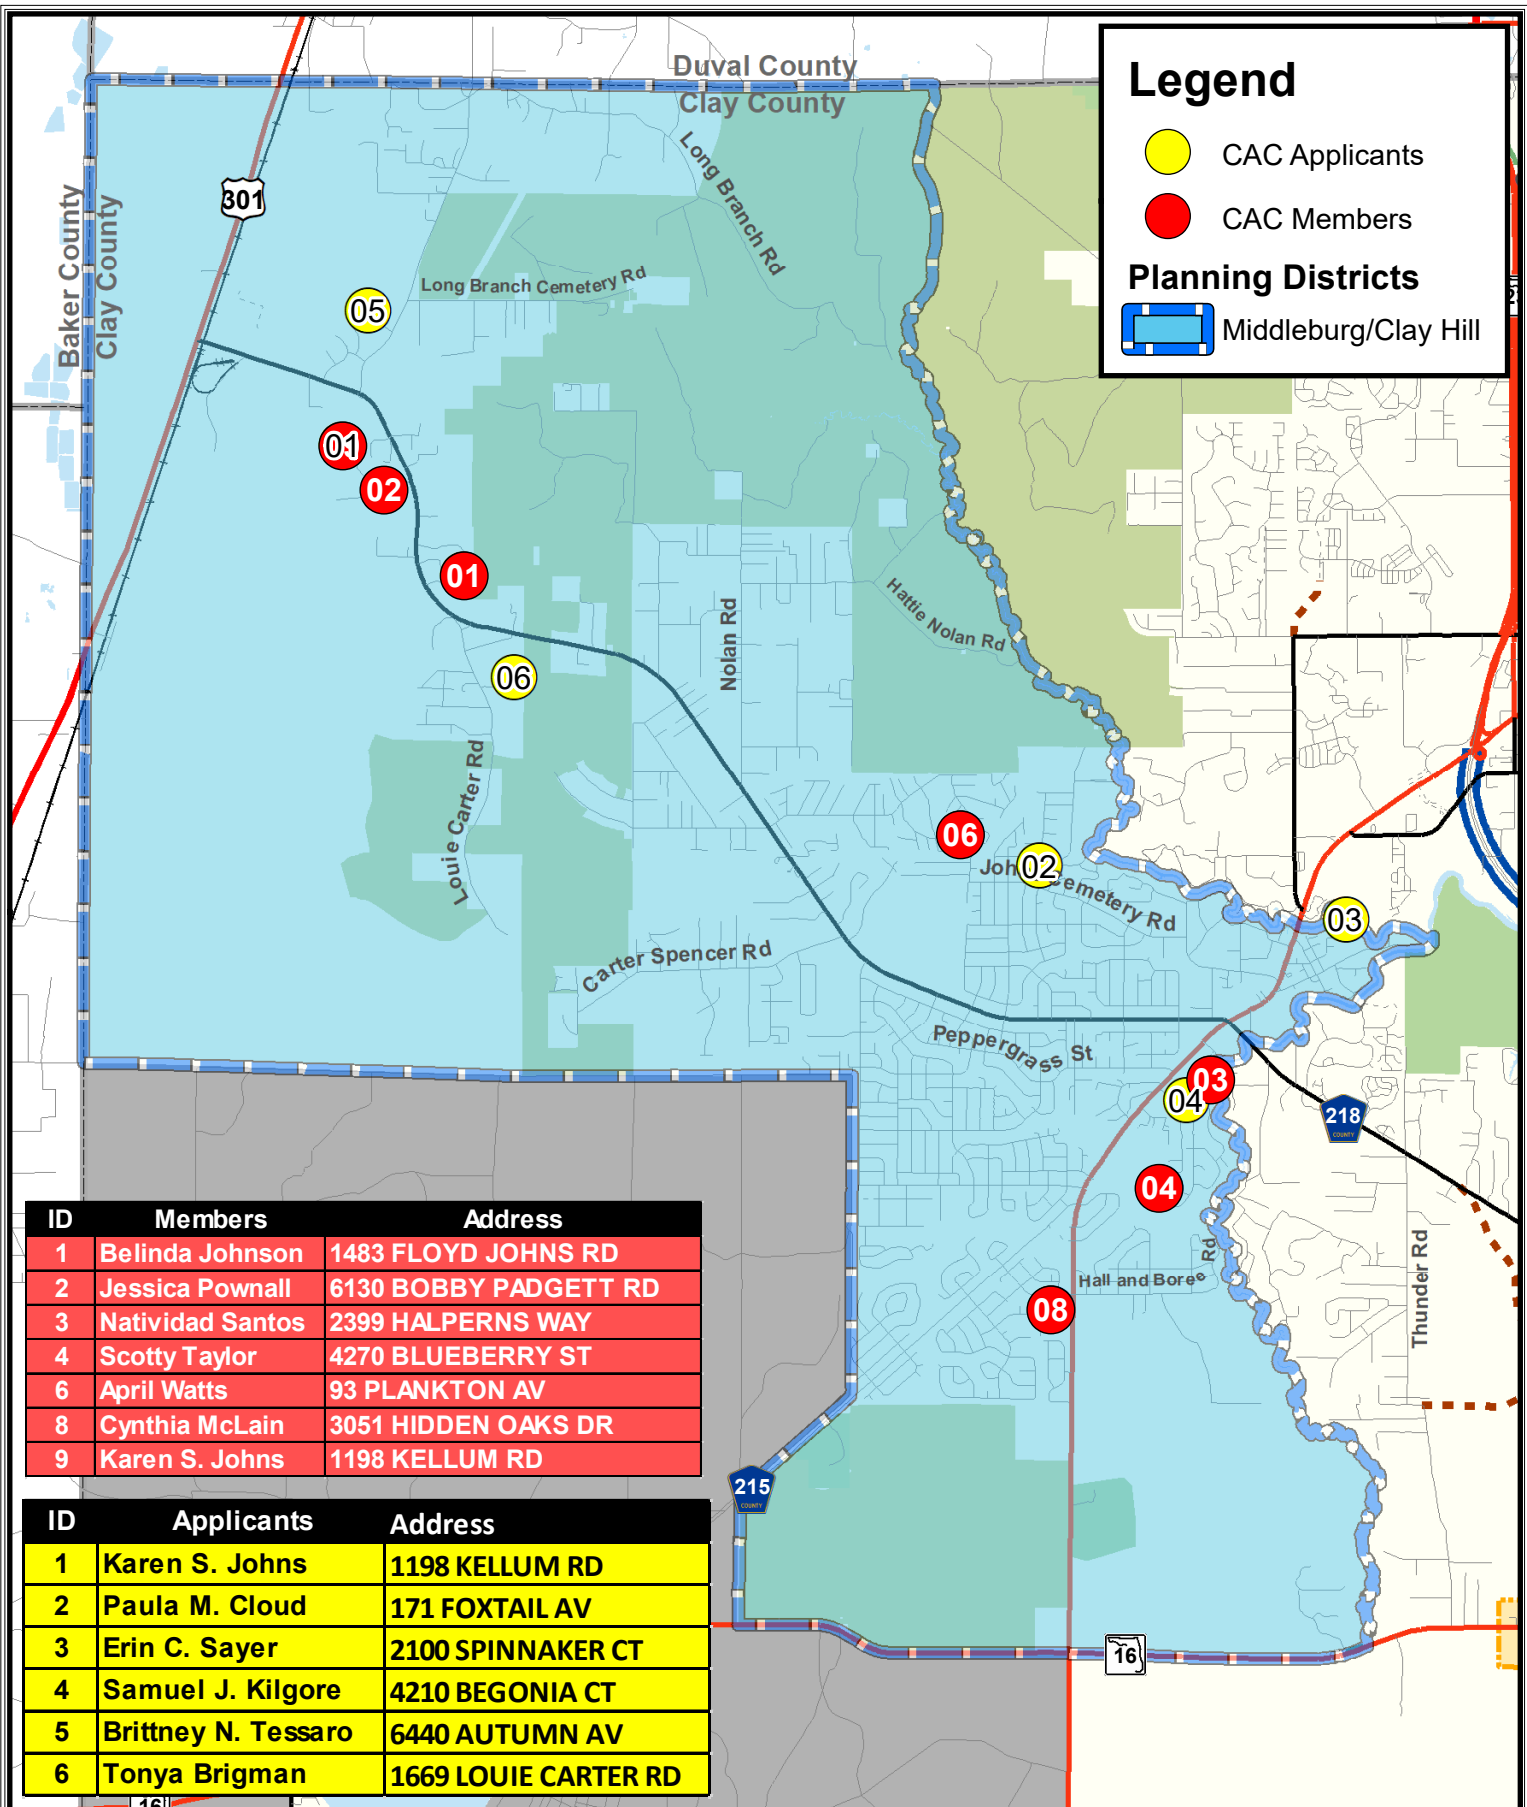 Duval County
Clay County
Baker County
Clay County
301
Long Branch Rd
Long Branch Cemetery Rd
Legend
CAC Applicants
CAC Members
Planning Districts
Middleburg/Clay Hill
05
01
02
01
06
Nolan Rd
Hattie Nolan Rd
Louie Carter Rd
06
02
Cemetery Rd
03
Carter Spencer Rd
Peppergrass St
03
04
218
COUNTY
04
Hall and Boree Rd
08
Thunder Rd
215
COUNTY
16
ID Members Address
1 Belinda Johnson 1483 FLOYD JOHNS RD
2 Jessica Pownall 6130 BOBBY PADGETT RD
3 Natividad Santos 2399 HALPERNS WAY
4 Scotty Taylor 4270 BLUEBERRY ST
6 April Watts 93 PLANKTON AV
8 Cynthia McLain 3051 HIDDEN OAKS DR
9 Karen S. Johns 1198 KELLUM RD
ID Applicants Address
1 Karen S. Johns 1198 KELLUM RD
2 Paula M. Cloud 171 FOXTAIL AV
3 Erin C. Sayer 2100 SPINNAKER CT
4 Samuel J. Kilgore 4210 BEGONIA CT
5 Brittney N. Tessaro 6440 AUTUMN AV
6 Tonya Brigman 1669 LOUIE CARTER RD
16